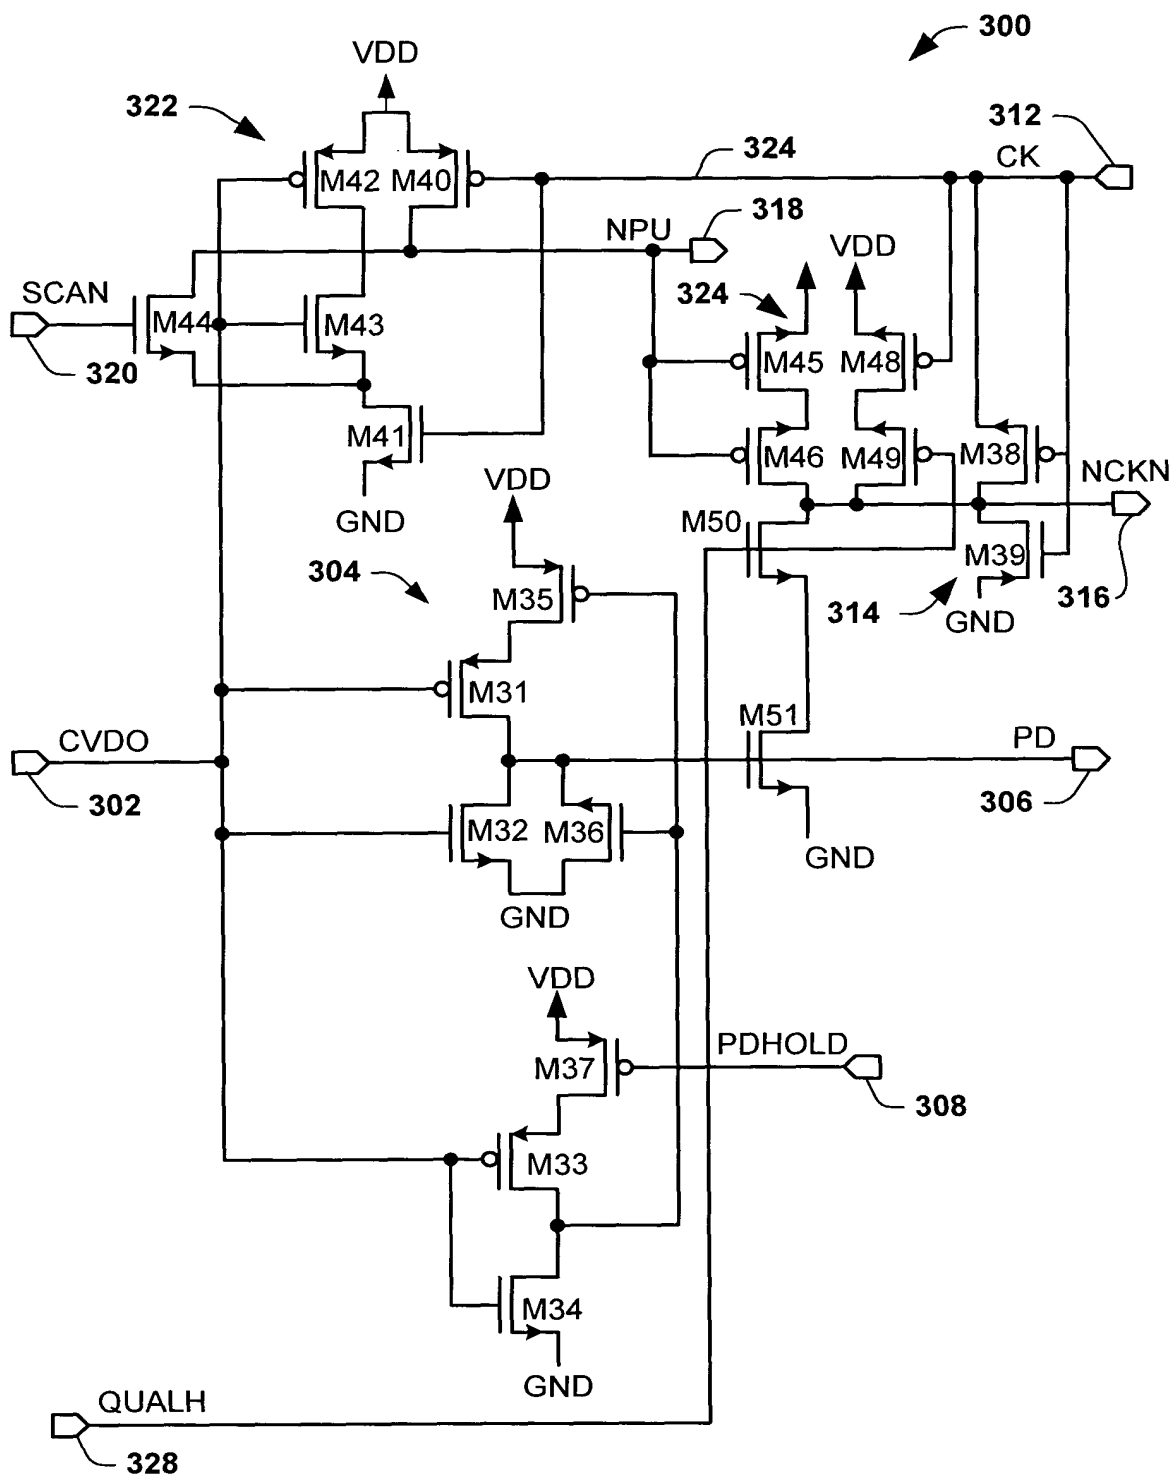 300
VDD
322
312
CK
324
M42
M40
318
NPU
VDD
SCAN
324
M44
M43
M45
M48
320
M41
M46
M49
M38
VDD
NCKN
GND
M50
304
M39
M35
316
314
GND
M31
M51
CVDO
PD
302
M32
M36
306
GND
GND
VDD
PDHOLD
M37
308
M33
M34
GND
QUALH
328